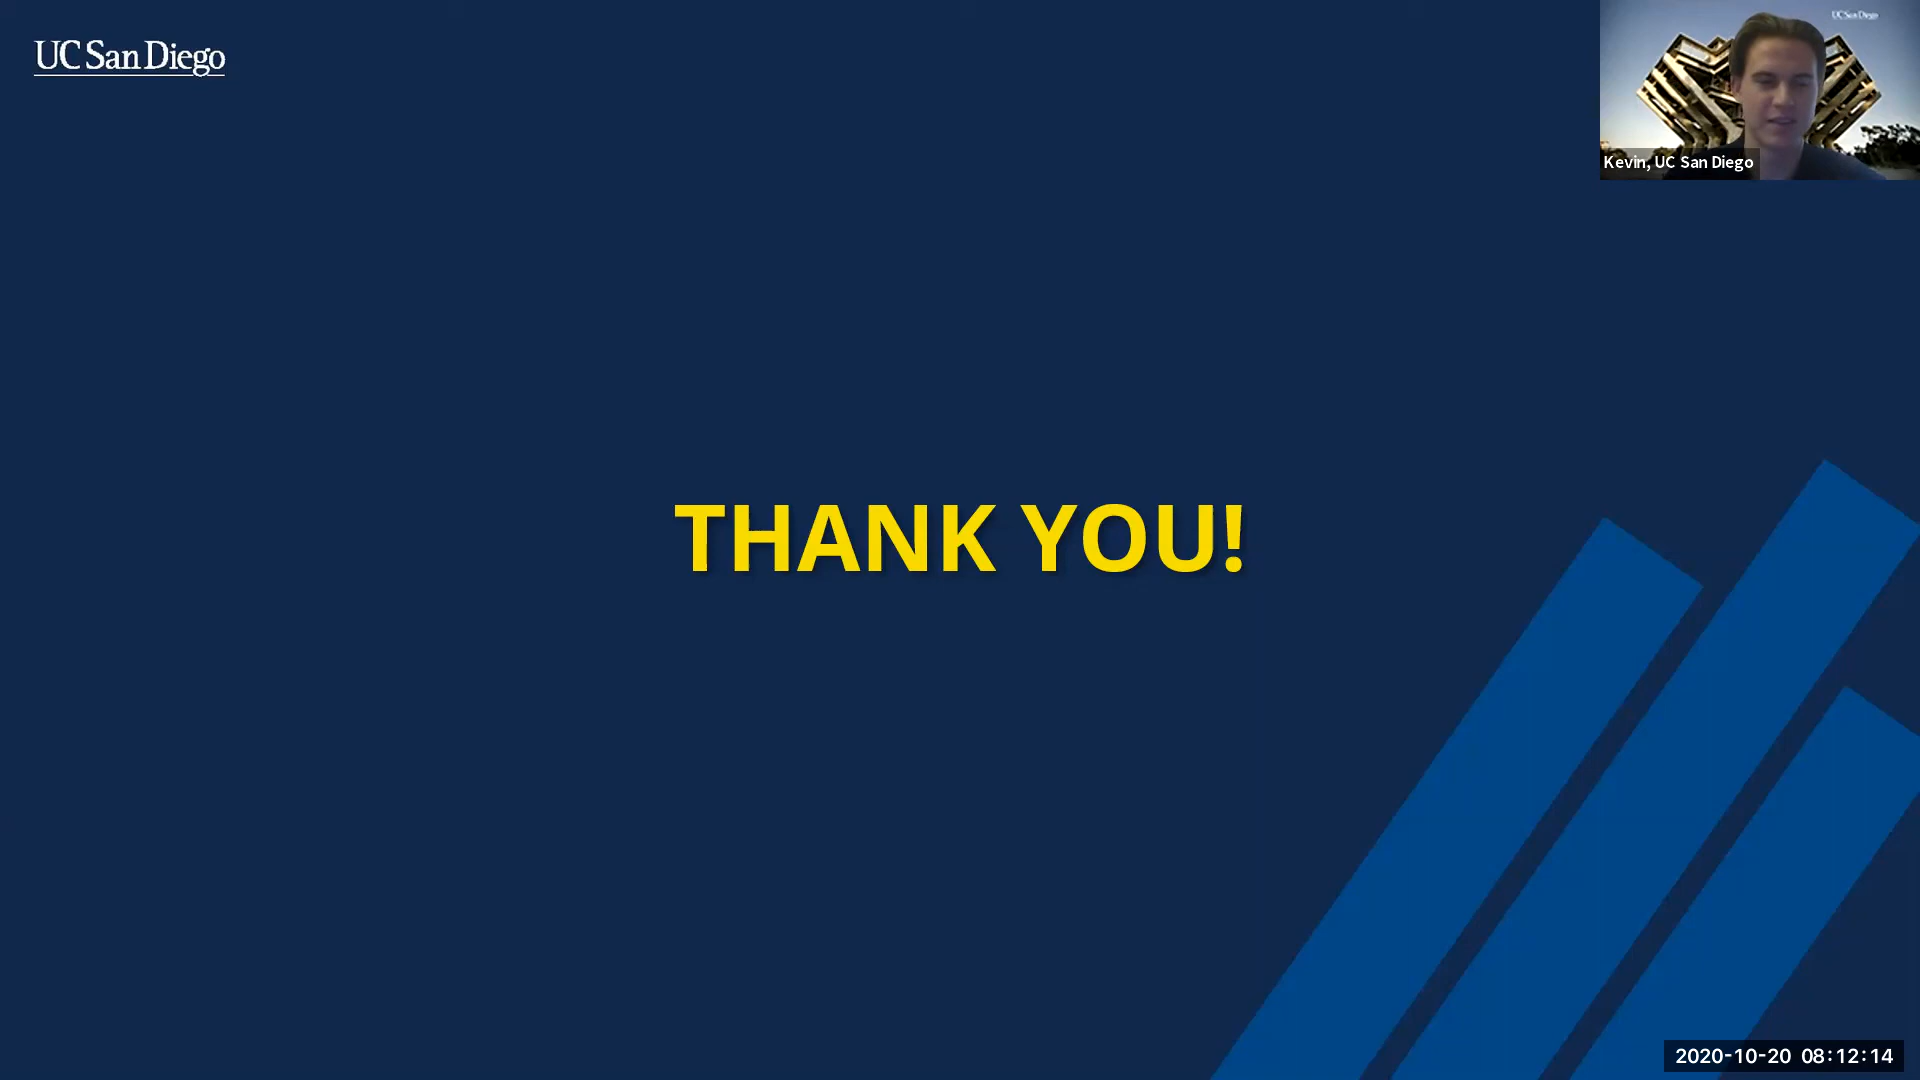 UC San Diego
UC San Diego
Kevin, UC San Diego
THANK YOU!
2020-10-20 08:12:14